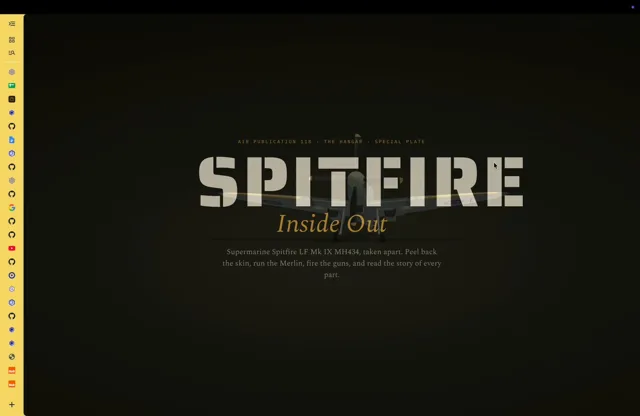 AIR PUBLICATION 113 · THE HANGAR · SPECIAL PLATE
SPITFIRE
Inside Out
Supermarine Spitfire LF Mk IX MH434, taken apart. Peel back
the skin, run the Merlin, fire the guns, and read the story of every
part.